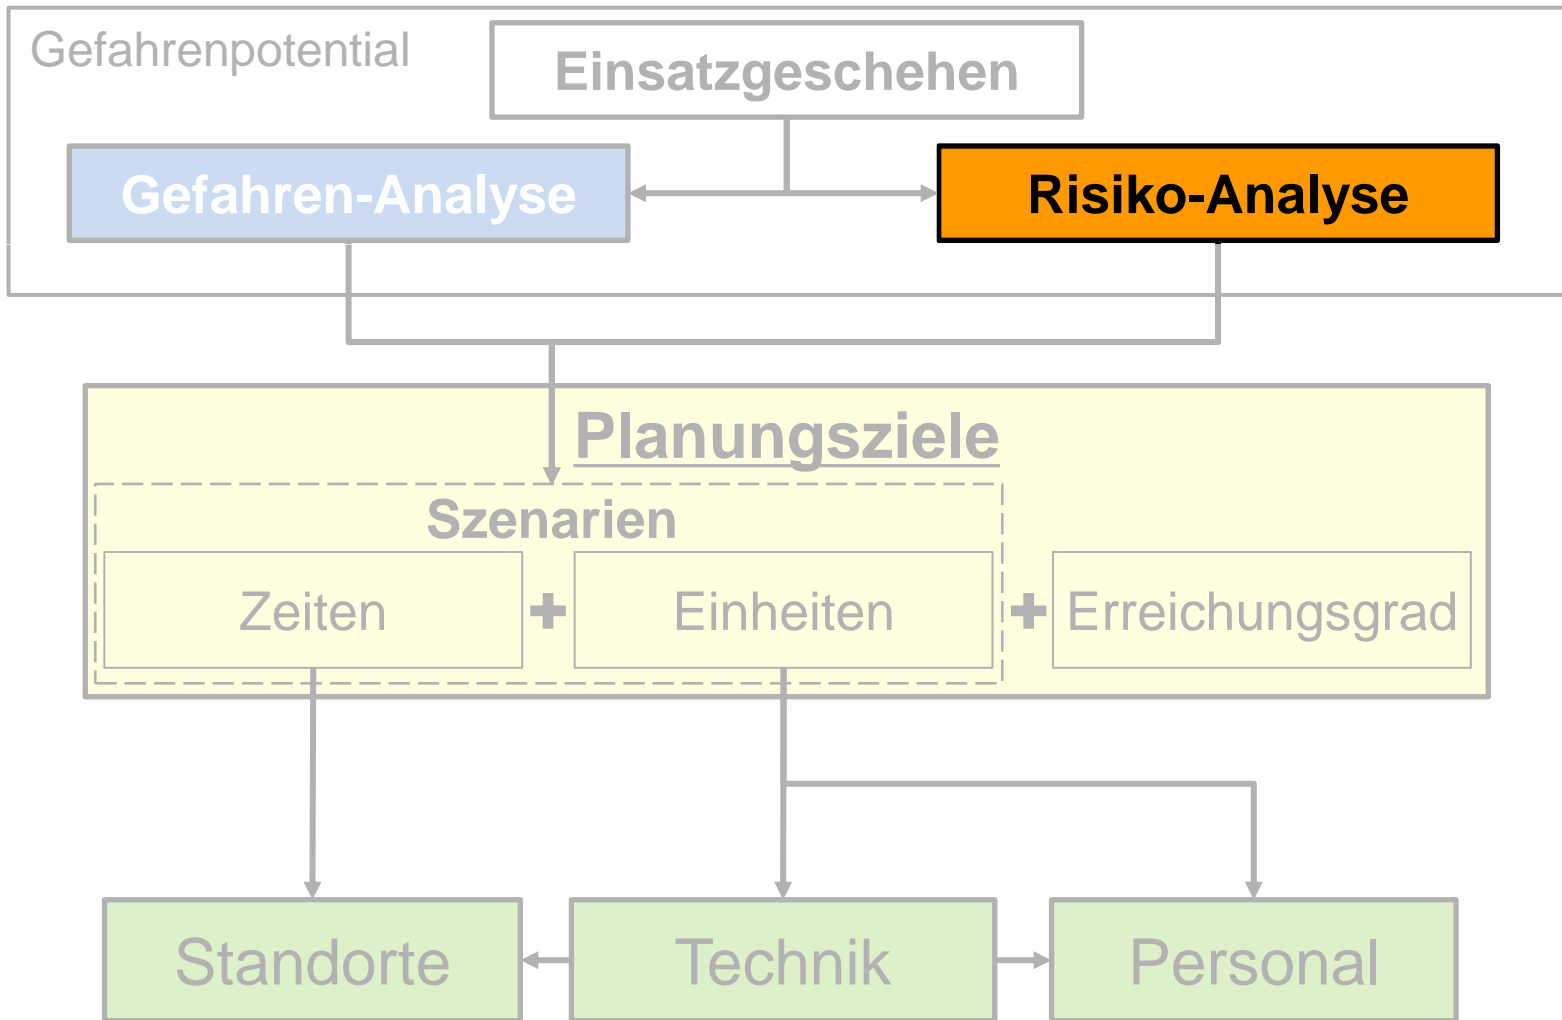 Gefahrenpotential
Einsatzgeschehen
Gefahren-Analyse
Risiko-Analyse
Planungsziele
Szenarien
Zeiten + Einheiten + Erreichungsgrad
Standorte
Technik
Personal